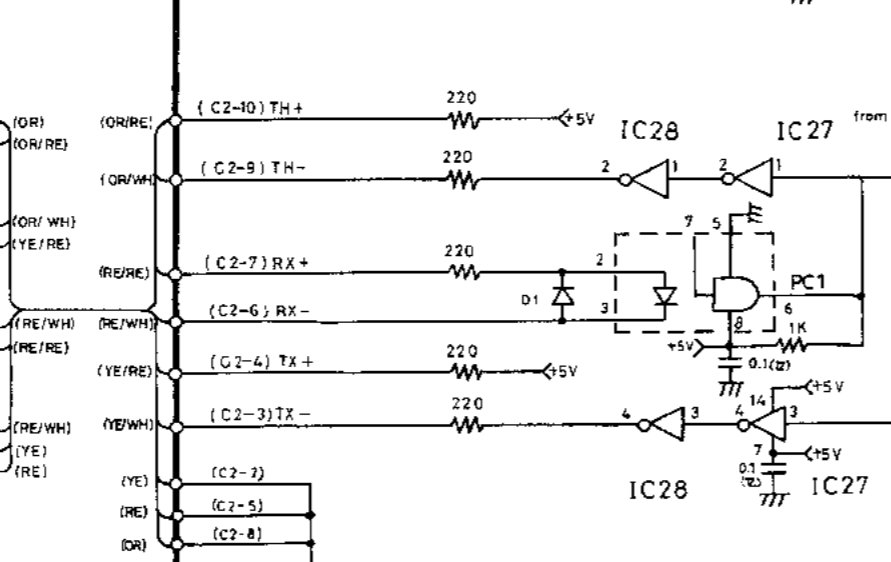 (OR) (OR/RE) (C2-10) TH+ 220 +5V
(OR/RE)
IC28 IC27 from
(OR/WH) (C2-9) TH- 220 2 1 2 1
(OR/WH)
(YE/RE)
7 5
(RE/RE) (C2-7) RX+ 220 2
D1 PC1
(RE/WH) (RE/WH) (C2-6) RX- 3 8 6
1K
(RE/RE) +5V
(YE/RE) (C2-4) TX+ 220 +5V 0.1(12)
14 +5V
(RE/WH) (YE/WH) (C2-3) TX- 220 4 3 4 3
(YE) 7 +5V
(RE) 0.1
(12)
(YE) (C2-2) IC28 IC27
(RE) (C2-5)
(OR) (C2-8)